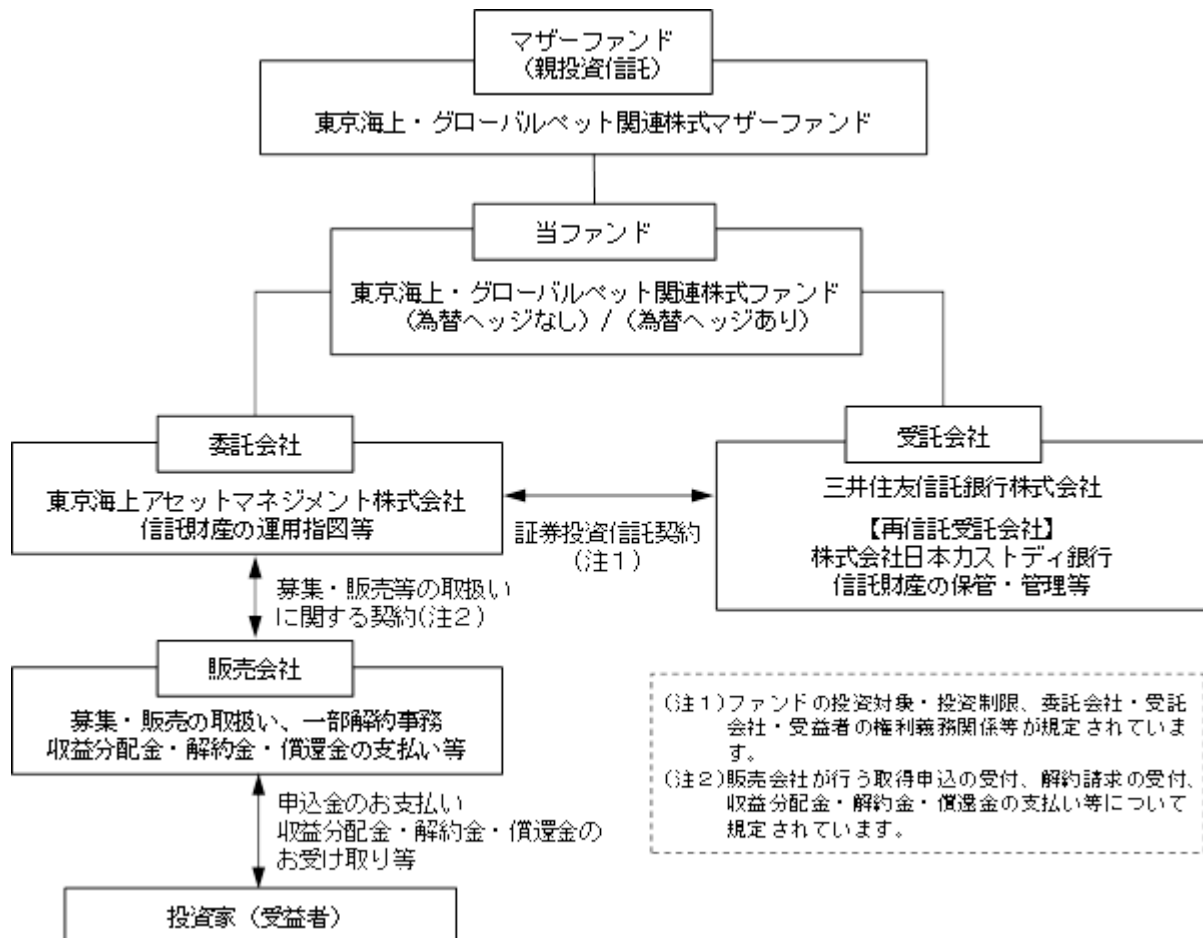 マザーファンド
（親投資信託）
東京海上・グローバルペット関連株式マザーファンド
当ファンド
東京海上・グローバルペット関連株式ファンド
（為替ヘッジなし）/（為替ヘッジあり）
委託会社
東京海上アセットマネジメント株式会社
信託財産の運用指図等
証券投資信託契約
（注１）
受託会社
三井住友信託銀行株式会社
【再信託受託会社】
株式会社日本カストディ銀行
信託財産の保管・管理等
募集・販売等の取扱い
に関する契約(注２)
販売会社
募集・販売の取扱い、一部解約事務
収益分配金・解約金・償還金の支払い等
申込金のお支払い
収益分配金・解約金・償還金の
お受け取り等
投資家（受益者）
(注１)ファンドの投資対象・投資制限、委託会社・受託
会社・受益者の権利義務関係等が規定されていま
す。
(注２)販売会社が行う取得申込の受付、解約請求の受付、
収益分配金・解約金・償還金の支払い等について
規定されています。